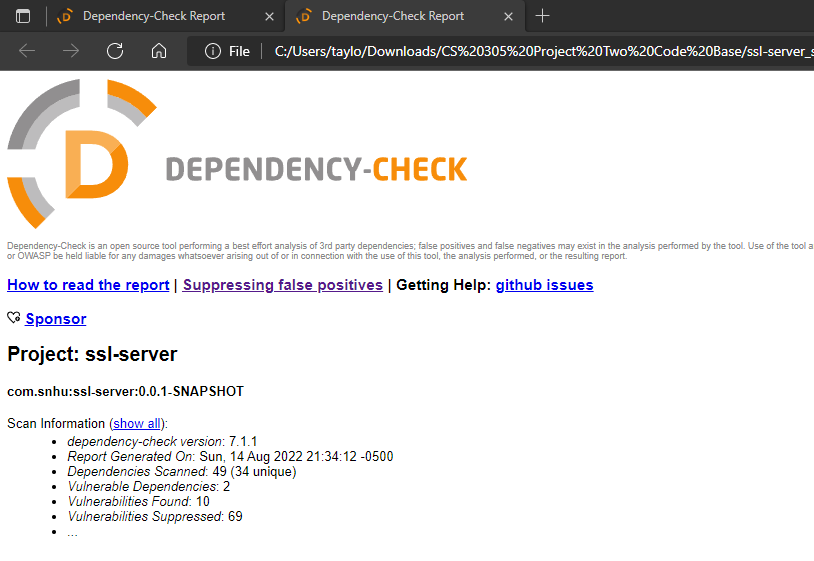 Dependency-Check Report
Dependency-Check Report
File C:/Users/taylo/Downloads/CS%20305%20Project%20Two%20Code%20Base/ssl-server_s
D
DEPENDENCY-CHECK
Dependency-Check is an open source tool performing a best effort analysis of 3rd party dependencies; false positives and false negatives may exist in the analysis performed by the tool. Use of the tool a
or OWASP be held liable for any damages whatsoever arising out of or in connection with the use of this tool, the analysis performed, or the resulting report.
How to read the report | Suppressing false positives | Getting Help: github issues
Sponsor
Project: ssl-server
com.snhu:ssl-server:0.0.1-SNAPSHOT
Scan Information (show all):
• dependency-check version: 7.1.1
• Report Generated On: Sun, 14 Aug 2022 21:34:12 -0500
• Dependencies Scanned: 49 (34 unique)
• Vulnerable Dependencies: 2
• Vulnerabilities Found: 10
• Vulnerabilities Suppressed: 69
• ...